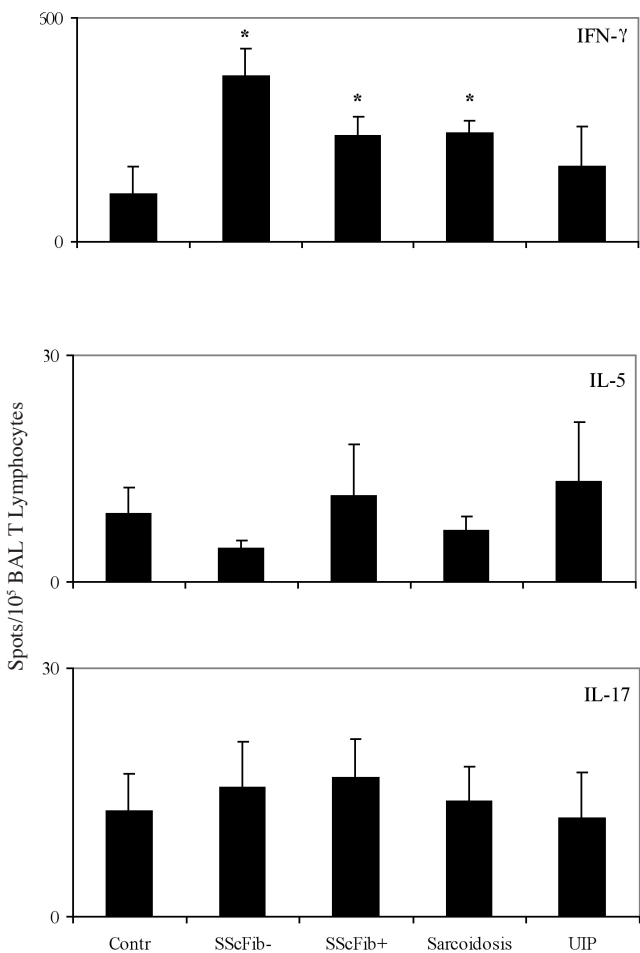 500
IFN-γ
*
*
*
0
30
IL-5
0
Spots/10⁵ BAL T Lymphocytes
30
IL-17
0
Contr SScFib- SScFib+ Sarcoidosis UIP